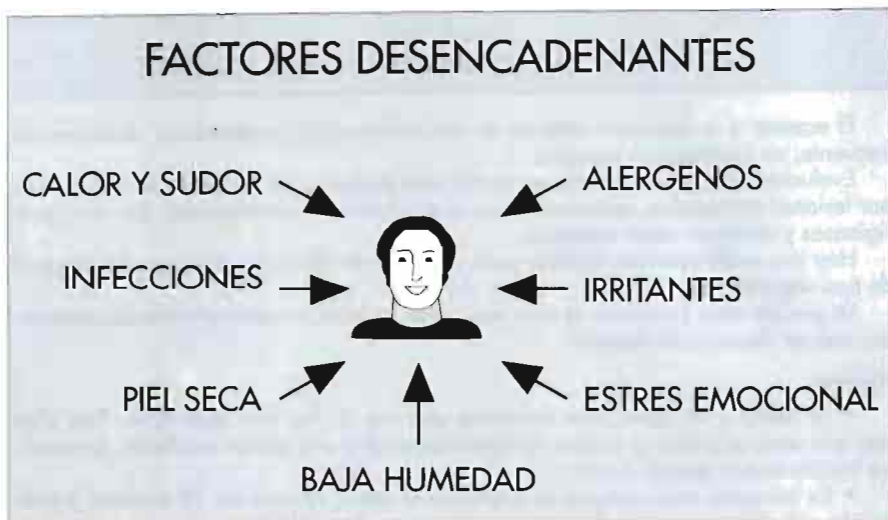 FACTORES DESENCADENANTES
CALOR Y SUDOR
ALERGENOS
INFECCIONES
IRRITANTES
PIEL SECA
ESTRES EMOCIONAL
BAJA HUMEDAD